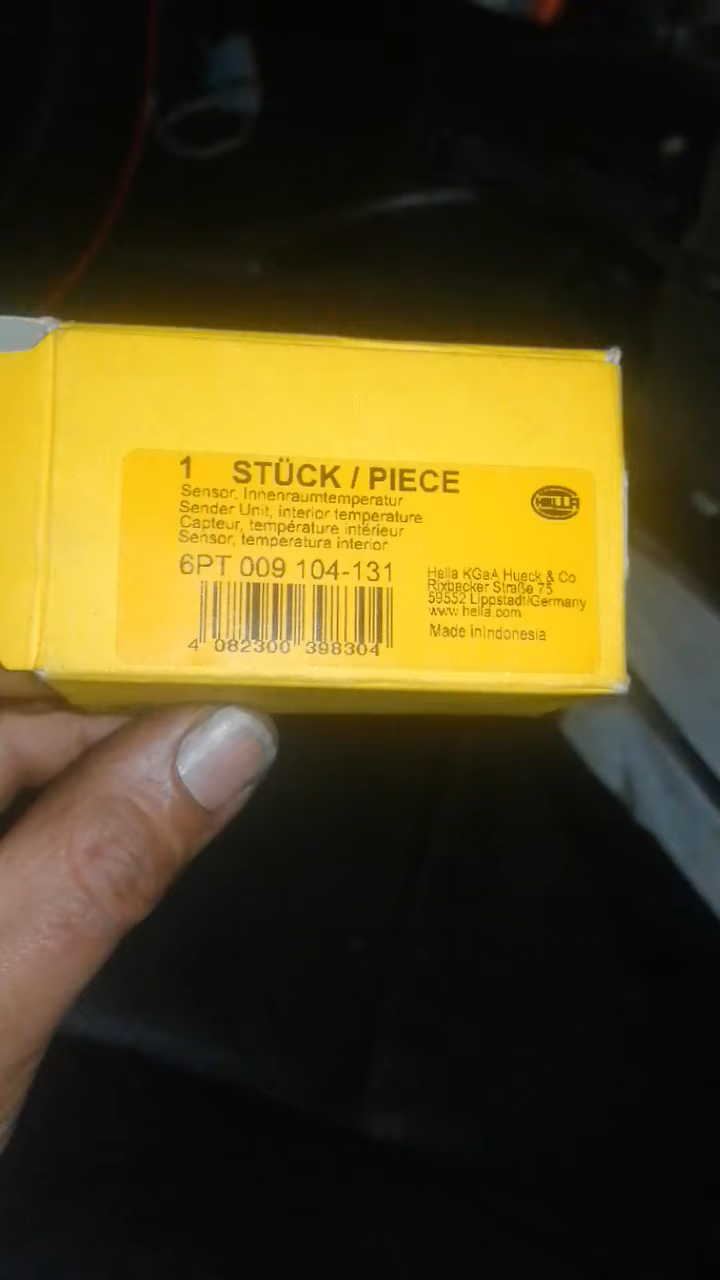 1 STÜCK / PIECE
Sensor, Innenraumtemperatur
Sender Unit, interior temperature
Capteur, température intérieur
Sensor, temperatura interior
HELLA
6PT 009 104-131
Hella KGaA Hueck & Co
Rixbecker Straße 75
59552 Lippstadt/Germany
www.hella.com
Made in Indonesia
4 082300 398304